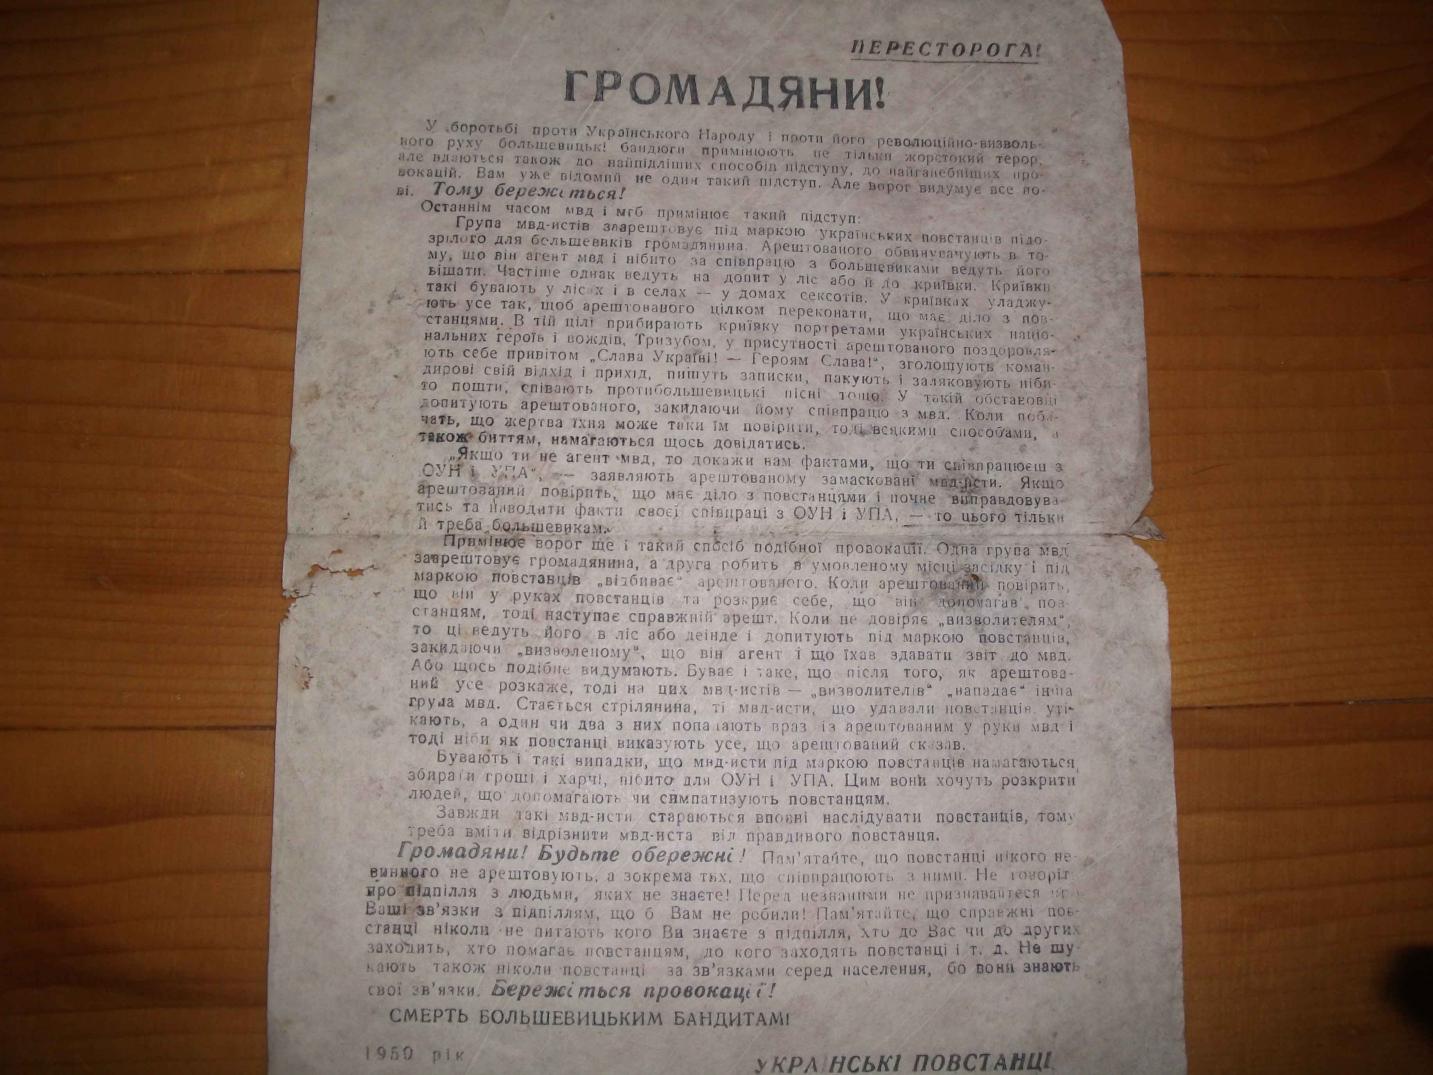 ПЕРЕСТОРОГА!
ГРОМАДЯНИ!
У боротьбі проти Українського Народу і проти його революційно-визволь-
ного руху большевицькі бандюги примінюють не тільки жорстокий терор,
але вдаються також до найпідліших способів підступу, до найганебніших про-
вокацій. Вам уже відомий не один такий підступ. Але ворог видумує все но-
ві. Тому бережіться!
Останнім часом мвд і мгб примінює такий підступ:
Група мвд-истів заарештовує під маркою українських повстанців підо-
зрілого для большевиків громадянина. Арештованого обвинувачують в то-
му, що він агент мвд і нібито за співпрацю з большевиками ведуть його
вішати. Частіше однак ведуть на допит у ліс або й до криївки. Криївки
такі бувають у лісах і в селах — у домах сексотів. У криївках уладжу-
ють усе так, щоб арештованого цілком переконати, що має діло з пов-
станцями. В тій цілі прибирають криївку портретами українських націо-
нальних героїв і вождів, Тризубом, у присутності арештованого поздоровля-
ють себе привітом „Слава Україні! — Героям Слава!“, зголошують коман-
дирові свій відхід і прихід, пишуть записки, пакують і заляковують ніби-
то пошти, співають протибольшевицькі пісні тощо. У такій обстановці
допитують арештованого, закидаючи йому співпрацю з мвд. Коли поба-
чать, що жертва їхня може таки їм повірити, тоді всякими способами, а
також биттям, намагаються щось довідатись.
„Якщо ти не агент мвд, то докажи нам фактами, що ти співпрацюєш з
ОУН і УПА“, — заявляють арештованому замасковані мвд-исти. Якщо
арештований повірить, що має діло з повстанцями і почне виправдовува-
тись та наводити факти своєї співпраці з ОУН і УПА, — то цього тільки
й треба большевикам.
Примінює ворог ще і такий спосіб подібної провокації. Одна група мвд
заарештовує громадянина, а друга робить в умовленому місці засідку і під
маркою повстанців „відбиває“ арештованого. Коли арештований повірить,
що він у руках повстанців та розкриє себе, що він допомагав пов-
станцям, тоді наступає справжній арешт. Коли не довіряє „визволителям“,
то ці ведуть його в ліс або деінде і допитують під маркою повстанців,
закидаючи „визволеному“, що він агент і що їхав здавати звіт до мвд.
Або щось подібне видумають. Буває і таке, що після того, як арештова-
ний усе розкаже, тоді на цих мвд-истів — „визволителів“ „нападає“ інша
група мвд. Стається стрілянина, ті мвд-исти, що удавали повстанців, уті-
кають, а один чи два з них попадають враз із арештованим у руки мвд і
тоді ніби як повстанці виказують усе, що арештований сказав.
Бувають і такі випадки, що мвд-исти під маркою повстанців намагаються
збирати гроші і харчі, нібито для ОУН і УПА. Цим вони хочуть розкрити
людей, що допомагають чи симпатизують повстанцям.
Завжди такі мвд-исти стараються вповні наслідувати повстанців, тому
треба вміти відрізнити мвд-иста від правдивого повстанця.
Громадяни! Будьте обережні! Пам'ятайте, що повстанці нікого не-
винного не арештовують, а зокрема тих, що співпрацюють з ними. Не говоріть
про підпілля з людьми, яких не знаєте! Перед незнаними не признавайтеся про
Ваші зв'язки з підпіллям, що б Вам не робили! Пам'ятайте, що справжні пов-
станці ніколи не питають кого Ви знаєте з підпілля, хто до Вас чи до других
заходить, хто помагає повстанцям, до кого заходять повстанці і т. д. Не шу-
кають також ніколи повстанці за зв'язками серед населення, бо вони знають
свої зв'язки. Бережіться провокації!
СМЕРТЬ БОЛЬШЕВИЦЬКИМ БАНДИТАМ!
1950 рік
УКРАЇНСЬКІ ПОВСТАНЦІ